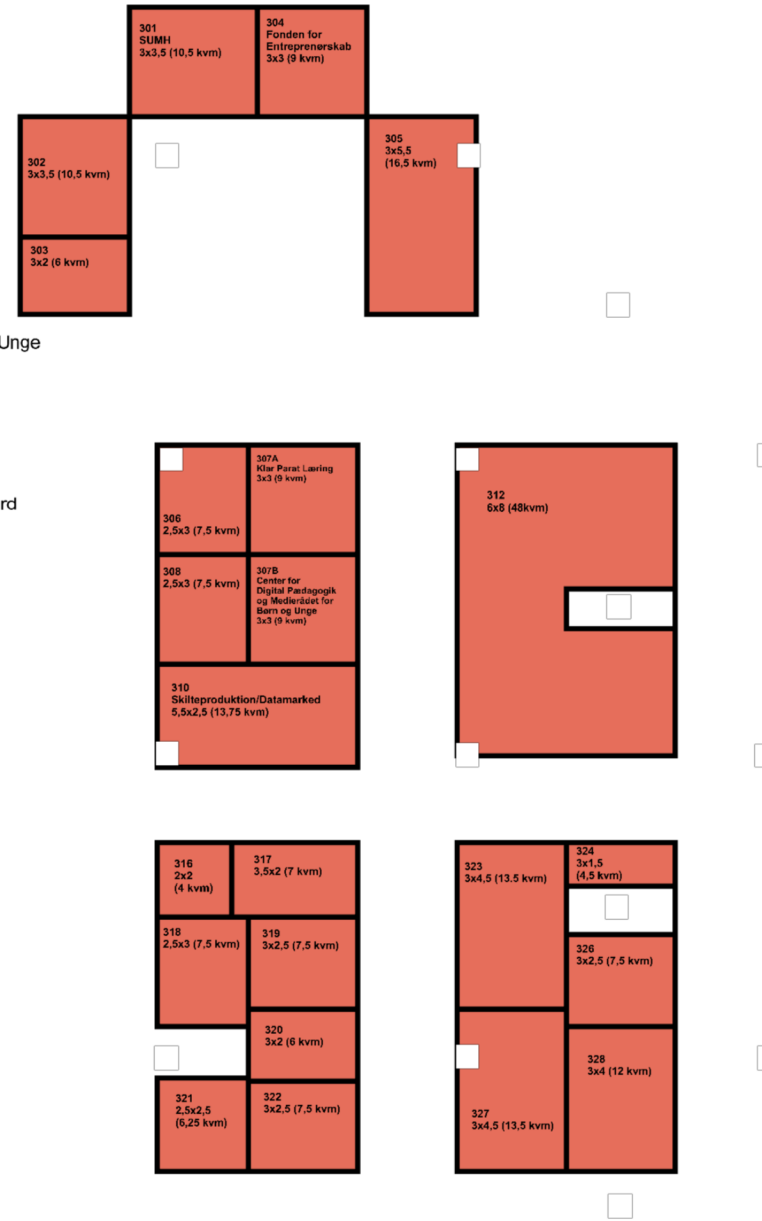 301
SUMH
3x3,5 (10,5 kvm)
304
Fonden for
Entreprenørskab
3x3 (9 kvm)
302
3x3,5 (10,5 kvm)
303
3x2 (6 kvm)
305
3x5,5
(16,5 kvm)
Unge
rd
306
2,5x3 (7,5 kvm)
307A
Klar Parat Læring
3x3 (9 kvm)
308
2,5x3 (7,5 kvm)
307B
Center for
Digital Pædagogik
og Medierådet for
Børn og Unge
3x3 (9 kvm)
310
Skilteproduktion/Datamarked
5,5x2,5 (13,75 kvm)
312
6x8 (48kvm)
316
2x2
(4 kvm)
317
3,5x2 (7 kvm)
318
2,5x3 (7,5 kvm)
319
3x2,5 (7,5 kvm)
320
3x2 (6 kvm)
321
2,5x2,5
(6,25 kvm)
322
3x2,5 (7,5 kvm)
323
3x4,5 (13.5 kvm)
324
3x1,5
(4,5 kvm)
326
3x2,5 (7,5 kvm)
327
3x4,5 (13,5 kvm)
328
3x4 (12 kvm)